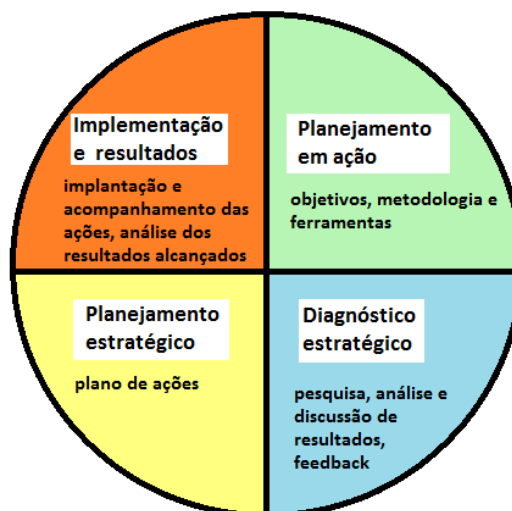 Implementação
e resultados
implantação e
acompanhamento das
ações, análise dos
resultados alcançados
Planejamento
em ação
objetivos, metodologia e
ferramentas
Planejamento
estratégico
plano de ações
Diagnóstico
estratégico
pesquisa, análise e
discussão de
resultados,
feedback